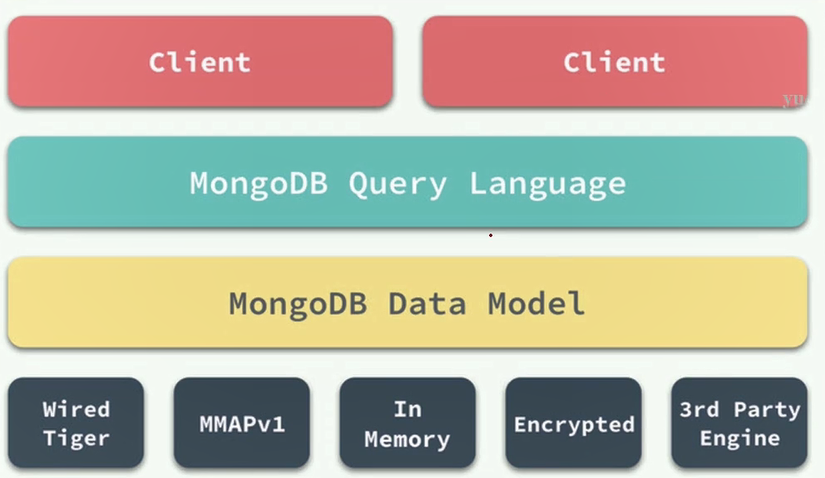 Client
Client
yu
MongoDB Query Language
MongoDB Data Model
Wired
Tiger
MMAPv1
In
Memory
Encrypted
3rd Party
Engine